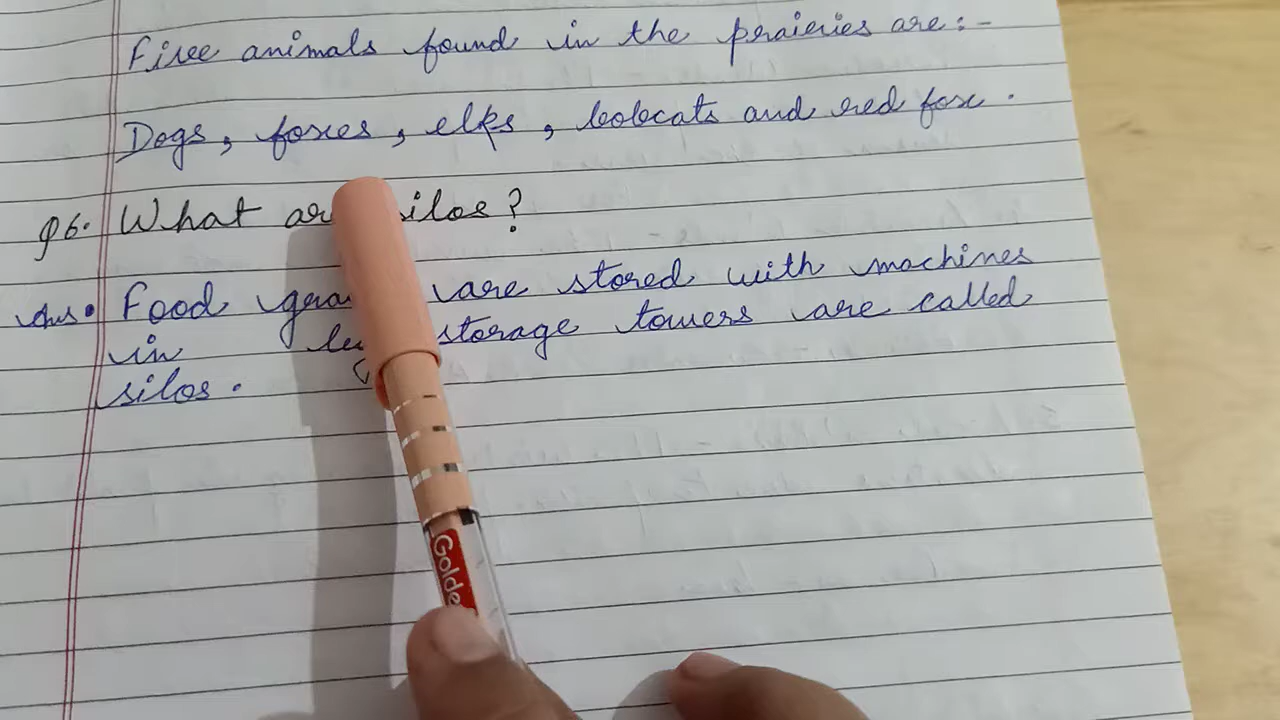 Five animals found in the prairies are:-
Dogs, foxes, elks, bobcats and red fox.
Q6. What are silos?
Ans. Food are stored with machines
in storage towers are called
silos.
Golde